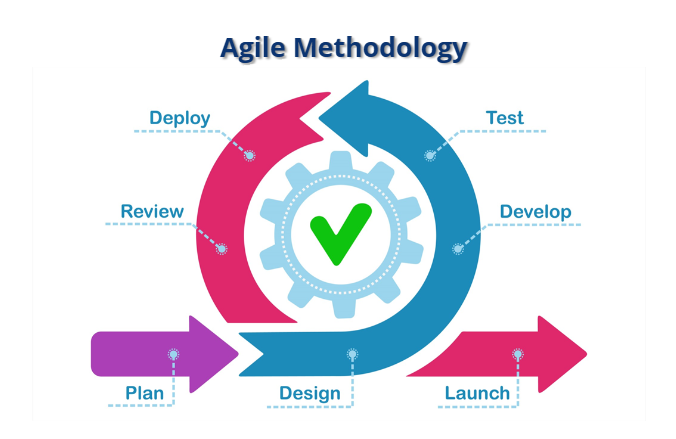 Agile Methodology
Deploy
Test
Review
Develop
Plan
Design
Launch